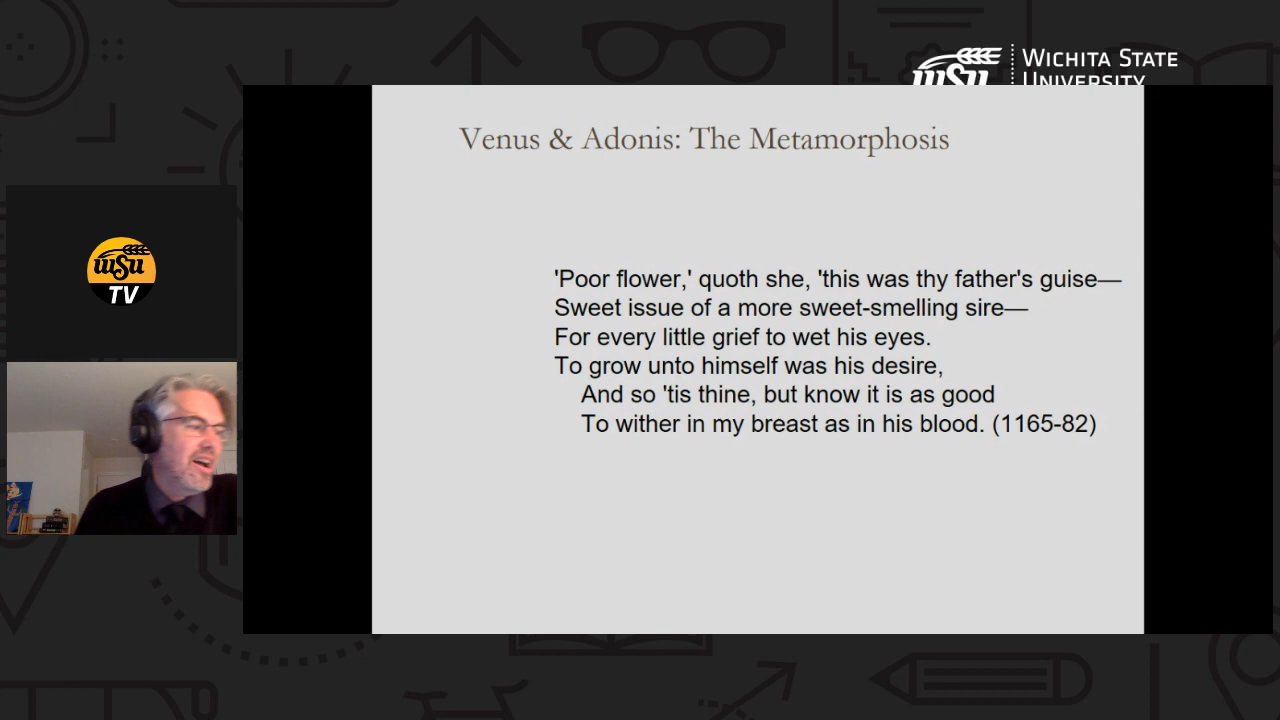 WSU
WICHITA STATE
UNIVERSITY
Venus & Adonis: The Metamorphosis
WSU
TV
'Poor flower,' quoth she, 'this was thy father's guise—
Sweet issue of a more sweet-smelling sire—
For every little grief to wet his eyes.
To grow unto himself was his desire,
And so 'tis thine, but know it is as good
To wither in my breast as in his blood. (1165-82)